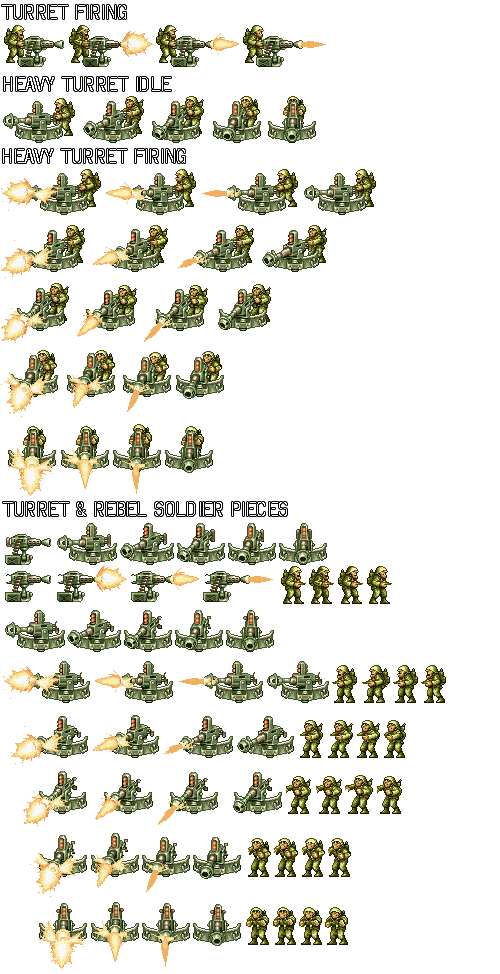 TURRET FIRING
HEAVY TURRET IDLE
HEAVY TURRET FIRING
TURRET & REBEL SOLDIER PIECES